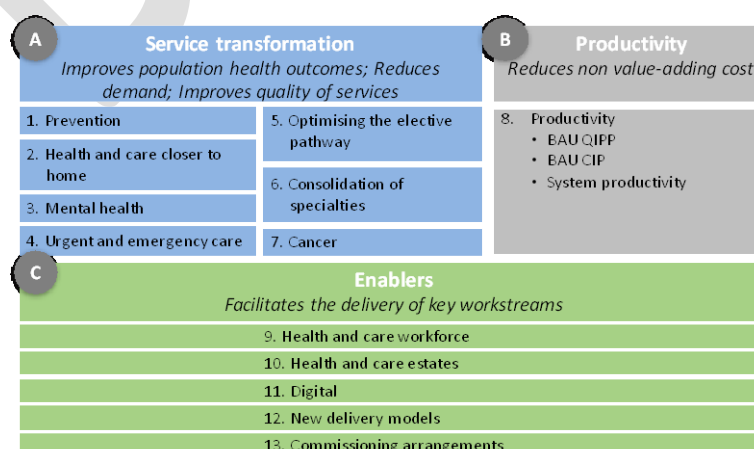 A
Service transformation
Improves population health outcomes; Reduces
demand; Improves quality of services
1. Prevention
2. Health and care closer to
home
3. Mental health
4. Urgent and emergency care
5. Optimising the elective
pathway
6. Consolidation of
specialties
7. Cancer
B
Productivity
Reduces non value-adding cost
8. Productivity
• BAU QIPP
• BAU CIP
• System productivity
C
Enablers
Facilitates the delivery of key workstreams
9. Health and care workforce
10. Health and care estates
11. Digital
12. New delivery models
13. Commissioning arrangements